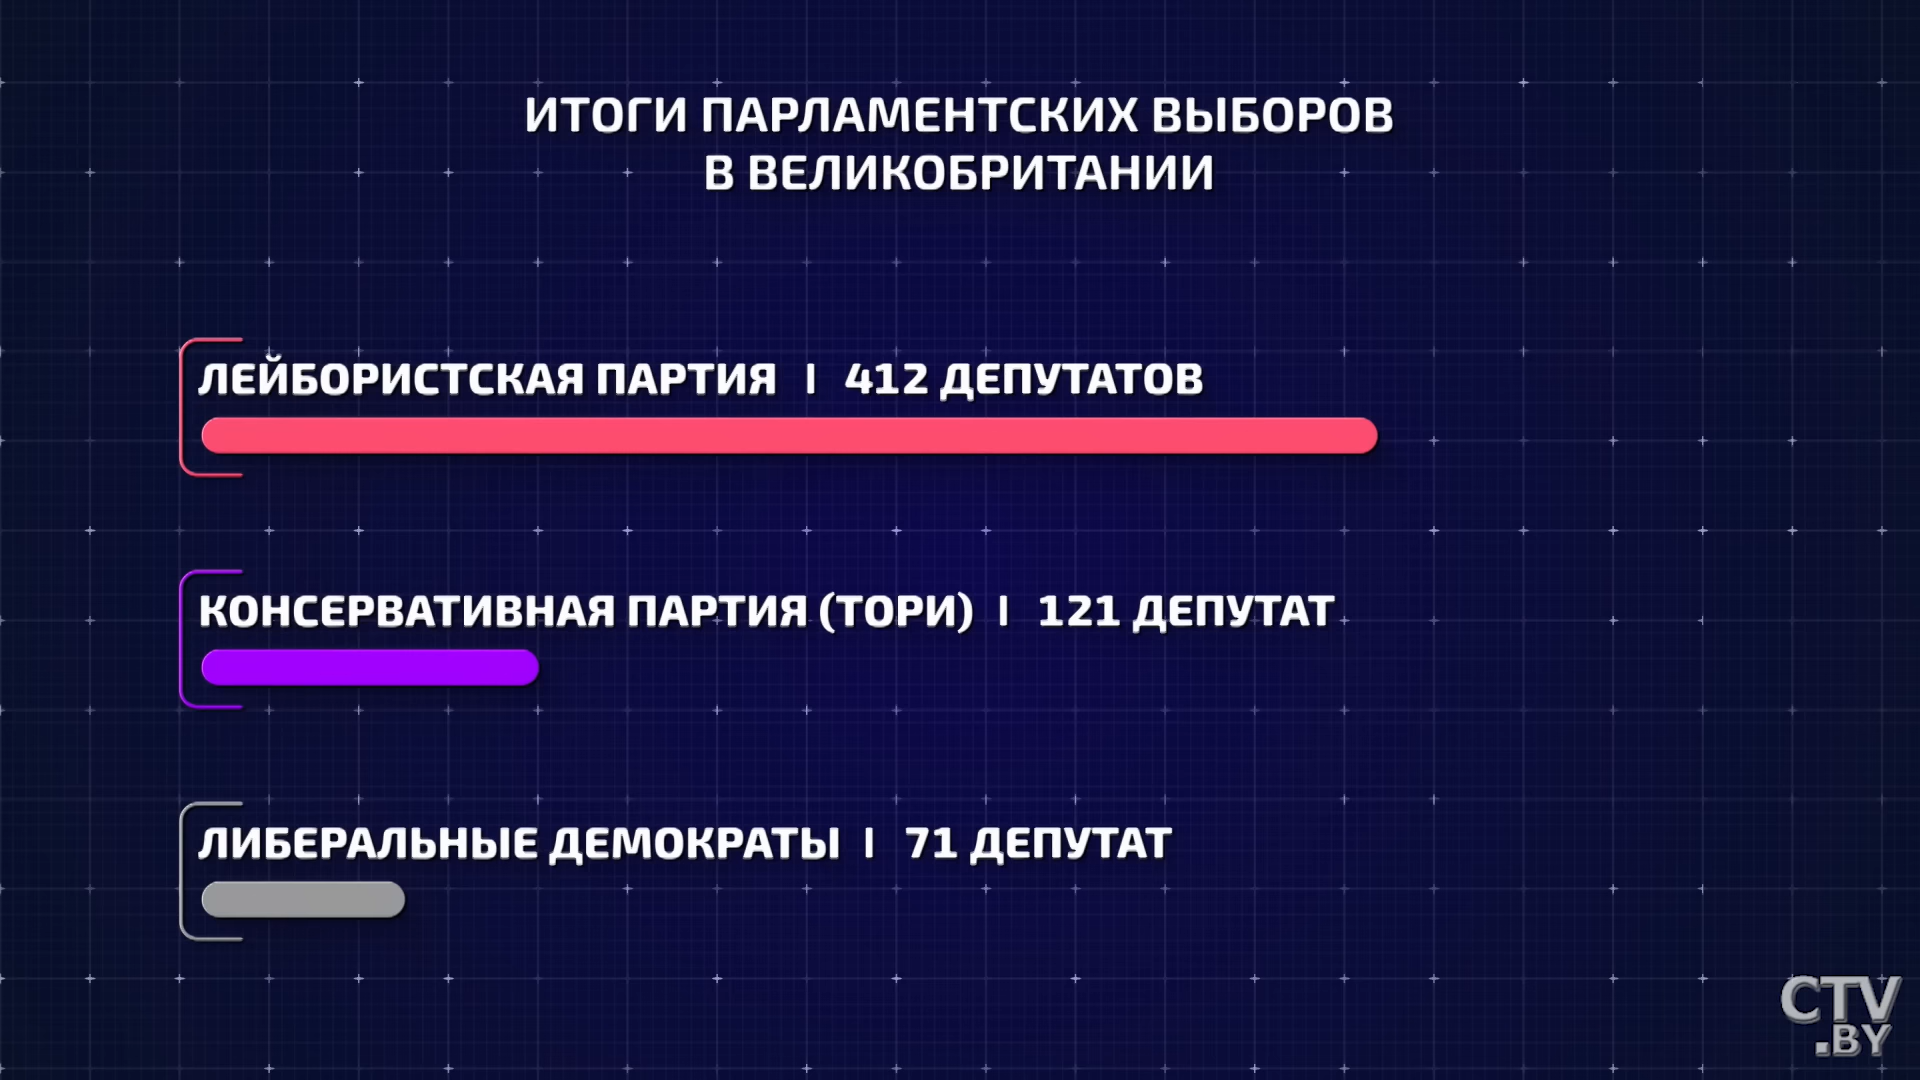 ИТОГИ ПАРЛАМЕНТСКИХ ВЫБОРОВ
В ВЕЛИКОБРИТАНИИ
ЛЕЙБОРИСТСКАЯ ПАРТИЯ | 412 ДЕПУТАТОВ
КОНСЕРВАТИВНАЯ ПАРТИЯ (ТОРИ) | 121 ДЕПУТАТ
ЛИБЕРАЛЬНЫЕ ДЕМОКРАТЫ | 71 ДЕПУТАТ
CTV
.BY